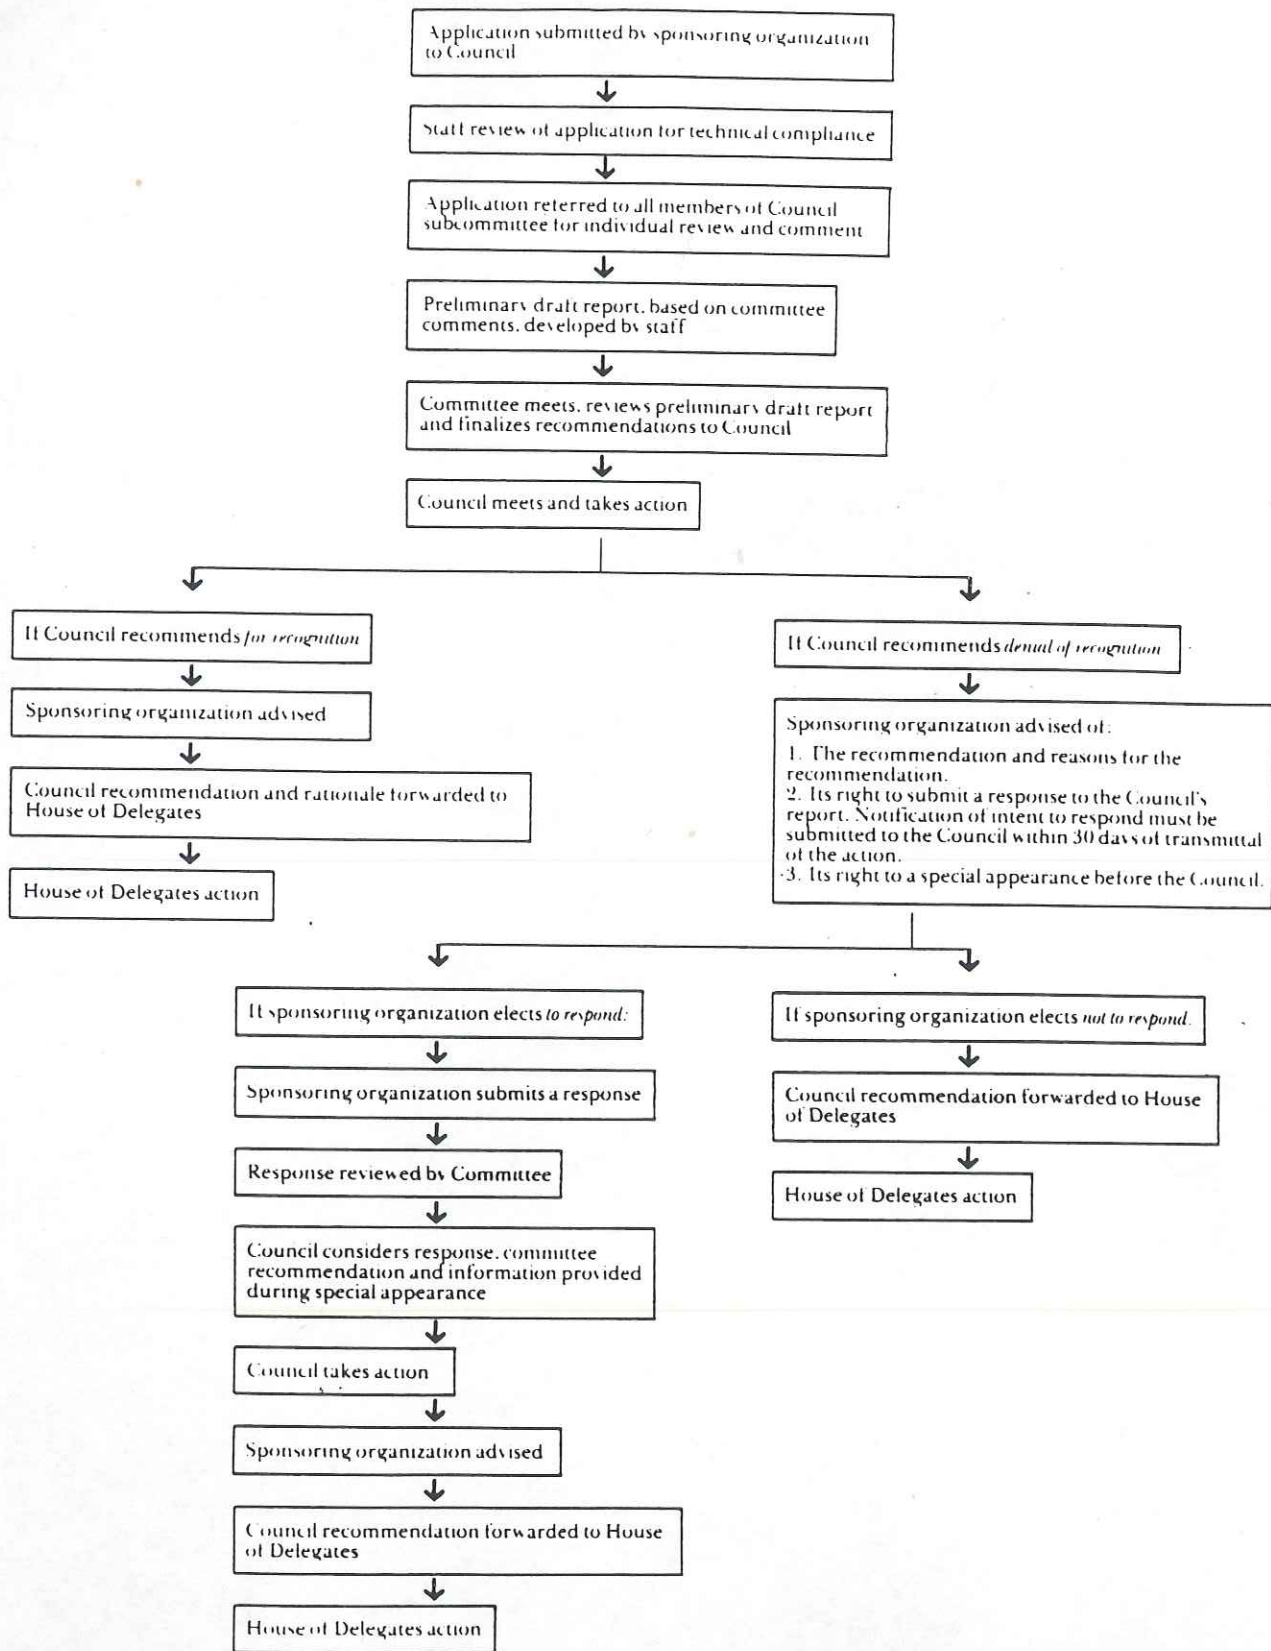 Application submitted by sponsoring organization
to Council
Staff review of application for technical compliance
Application referred to all members of Council
subcommittee for individual review and comment
Preliminary draft report, based on committee
comments, developed by staff
Committee meets, reviews preliminary draft report
and finalizes recommendations to Council
Council meets and takes action
If Council recommends for recognition
Sponsoring organization advised
Council recommendation and rationale forwarded to
House of Delegates
House of Delegates action
If Council recommends denial of recognition
Sponsoring organization advised of:
1. The recommendation and reasons for the
recommendation.
2. Its right to submit a response to the Council's
report. Notification of intent to respond must be
submitted to the Council within 30 days of transmittal
of the action.
3. Its right to a special appearance before the Council.
If sponsoring organization elects to respond:
Sponsoring organization submits a response
Response reviewed by Committee
Council considers response, committee
recommendation and information provided
during special appearance
Council takes action
Sponsoring organization advised
Council recommendation forwarded to House
of Delegates
House of Delegates action
If sponsoring organization elects not to respond.
Council recommendation forwarded to House
of Delegates
House of Delegates action